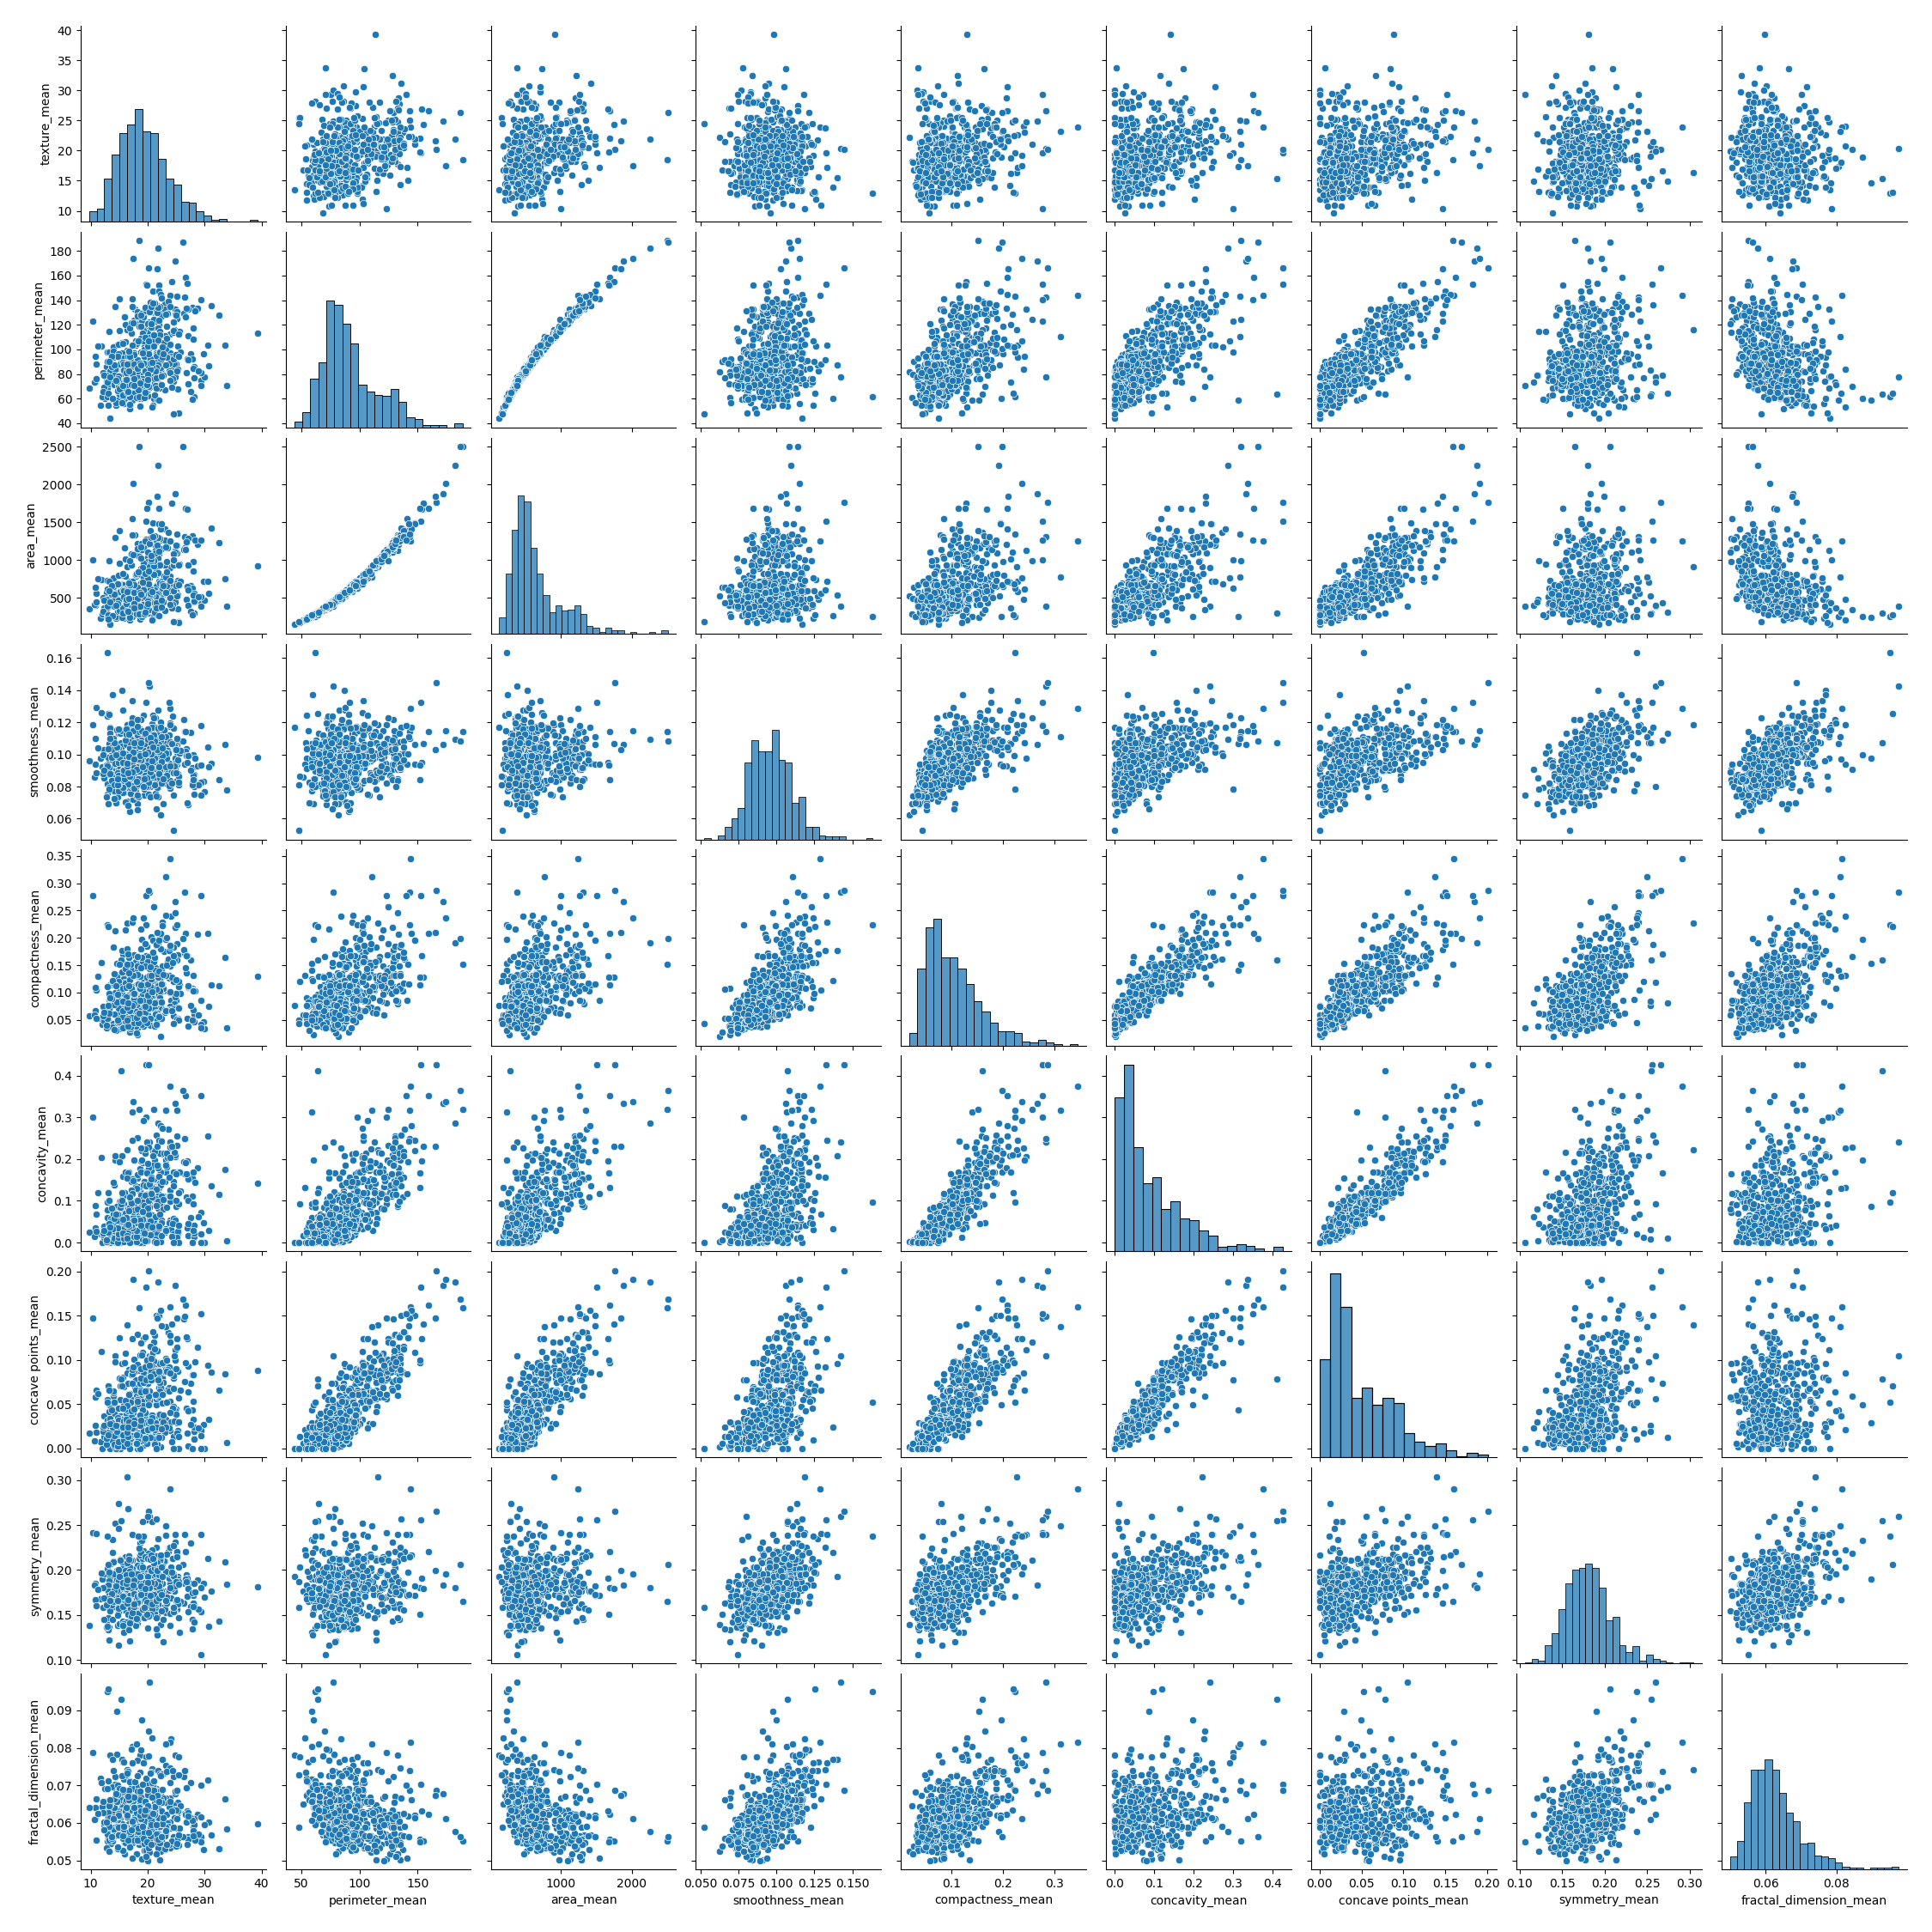 texture_mean
40
35
30
25
20
15
10
perimeter_mean
180
160
140
120
100
80
60
40
area_mean
2500
2000
1500
1000
500
smoothness_mean
0.16
0.14
0.12
0.10
0.08
0.06
compactness_mean
0.35
0.30
0.25
0.20
0.15
0.10
0.05
concavity_mean
0.4
0.3
0.2
0.1
0.0
concave points_mean
0.20
0.15
0.10
0.05
0.00
symmetry_mean
0.30
0.25
0.20
0.15
0.10
fractal_dimension_mean
0.09
0.08
0.07
0.06
0.05
10 20 30 40
50 100 150
1000 2000
0.050 0.075 0.100 0.125 0.150
0.1 0.2 0.3
0.0 0.1 0.2 0.3 0.4
0.00 0.05 0.10 0.15 0.20
0.10 0.15 0.20 0.25 0.30
0.06 0.08
texture_mean
perimeter_mean
area_mean
smoothness_mean
compactness_mean
concavity_mean
concave points_mean
symmetry_mean
fractal_dimension_mean